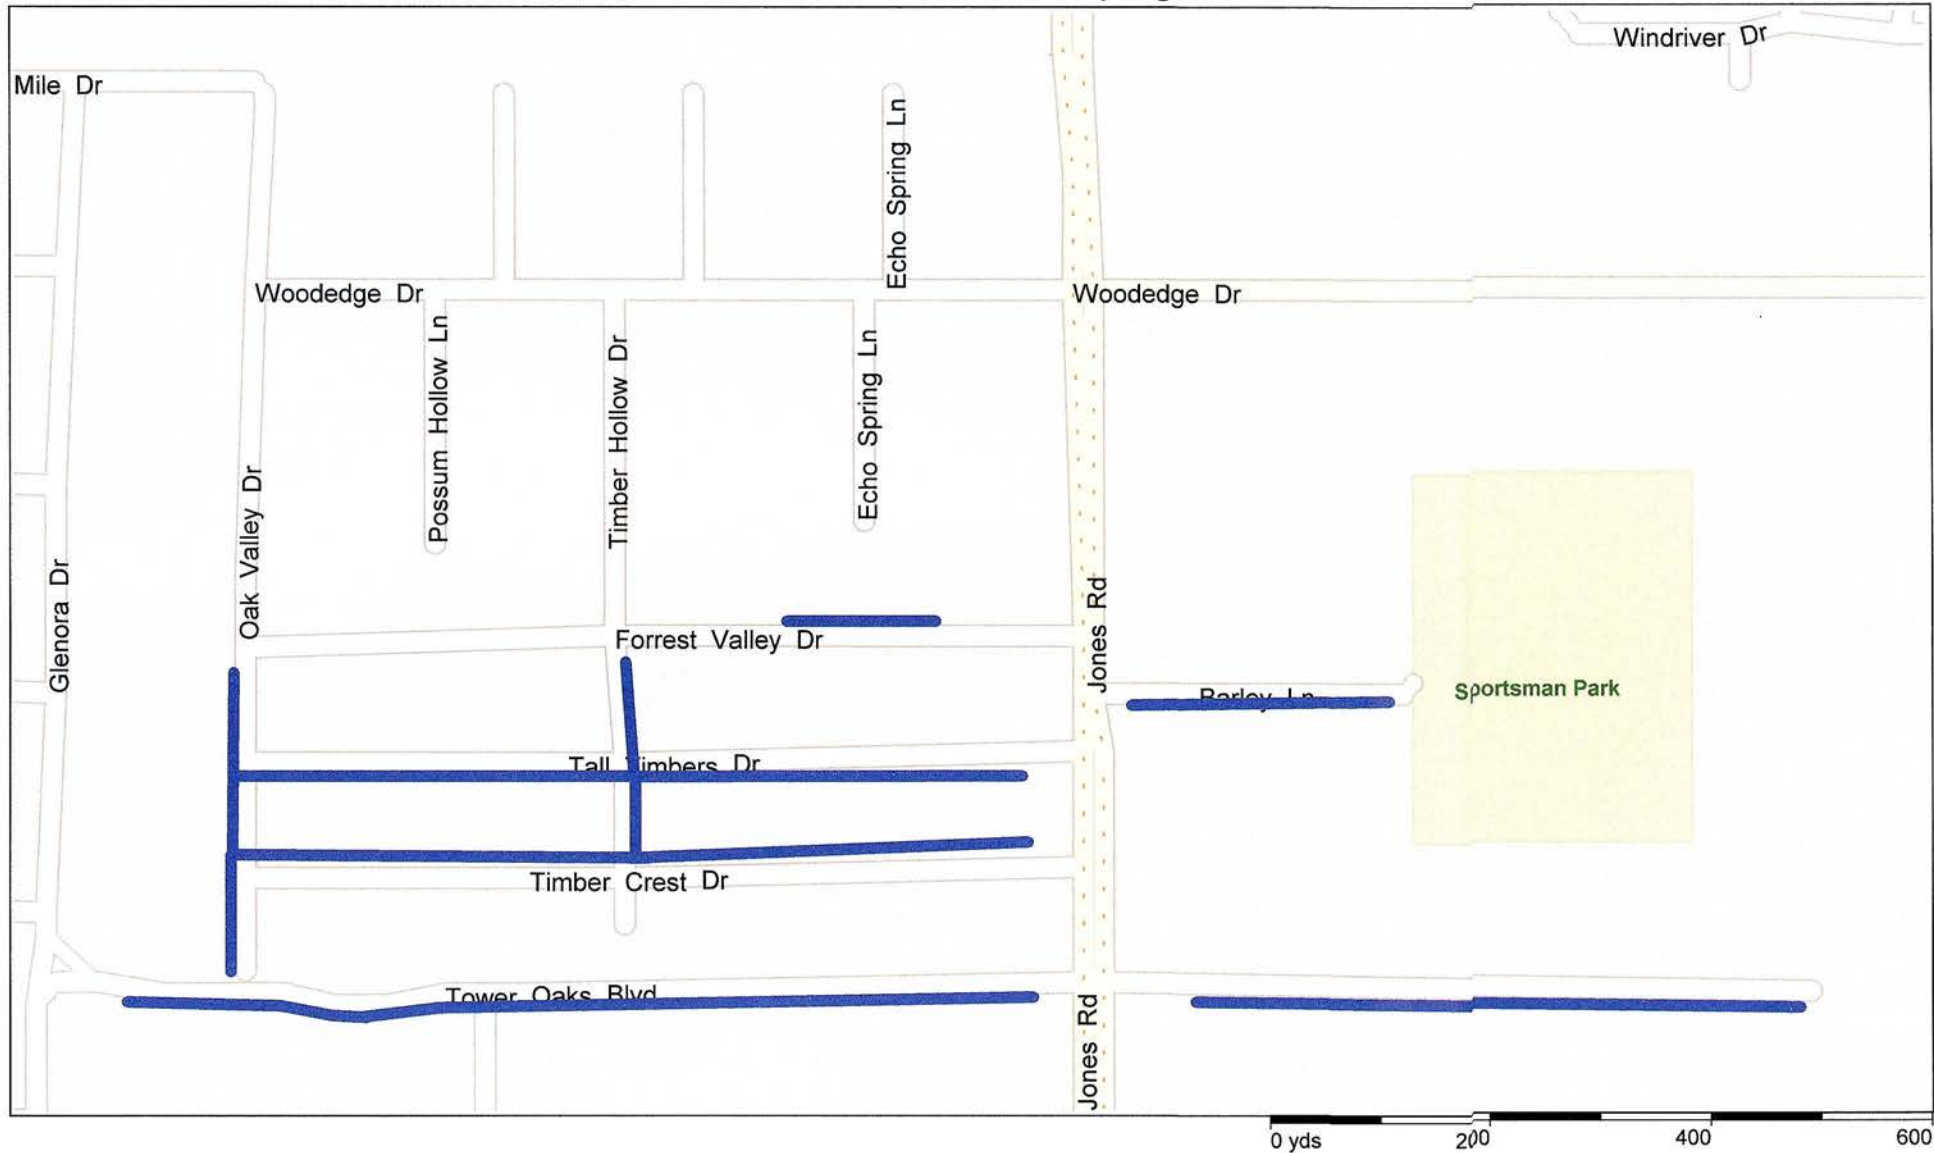 Windriver Dr
Mile Dr
Echo Spring Ln
Woodedge Dr
Woodedge Dr
Possum Hollow Ln
Timber Hollow Dr
Echo Spring Ln
Oak Valley Dr
Glenora Dr
Jones Rd
Forrest Valley Dr
Barley Ln
Sportsman Park
Tall Timbers Dr
Timber Crest Dr
Tower Oaks Blvd
Jones Rd
0 yds 200 400 600